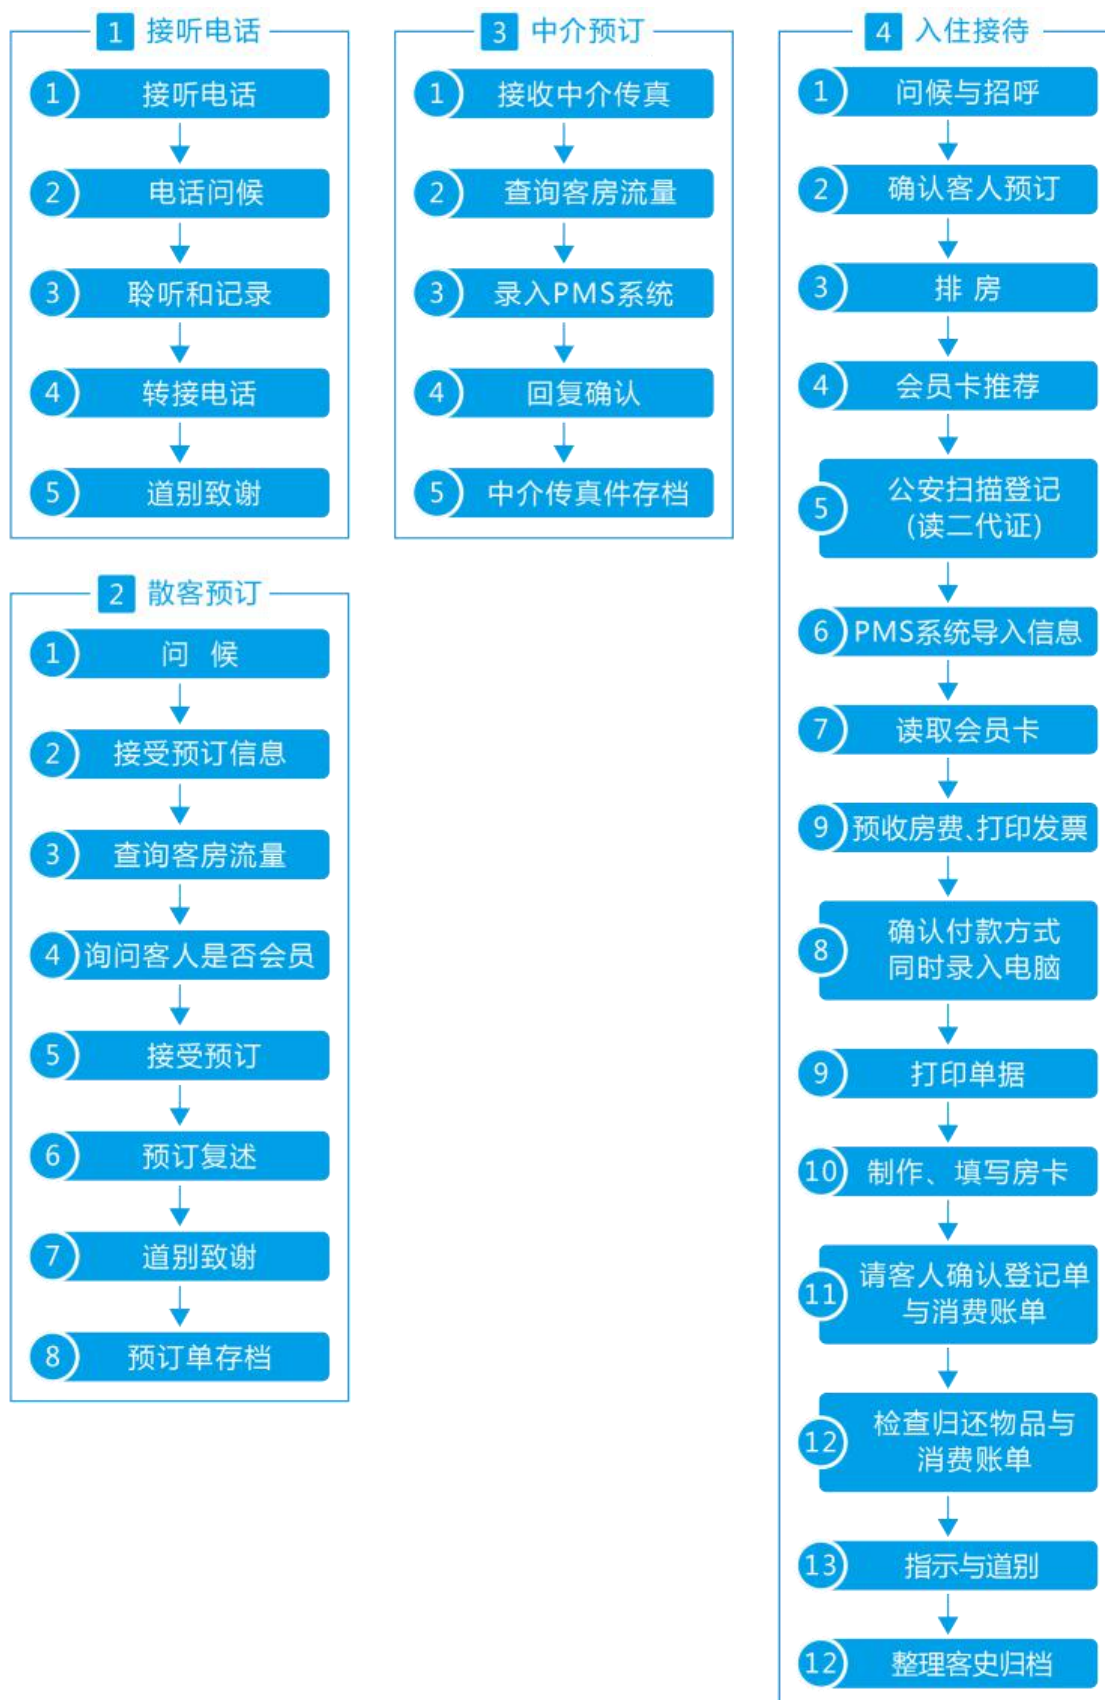 1 接听电话
1 接听电话
2 电话问候
3 聆听和记录
4 转接电话
5 道别致谢
2 散客预订
1 问 候
2 接受预订信息
3 查询客房流量
4 询问客人是否会员
5 接受预订
6 预订复述
7 道别致谢
8 预订单存档
3 中介预订
1 接收中介传真
2 查询客房流量
3 录入PMS系统
4 回复确认
5 中介传真件存档
4 入住接待
1 问候与招呼
2 确认客人预订
3 排 房
4 会员卡推荐
5 公安扫描登记
(读二代证)
6 PMS系统导入信息
7 读取会员卡
9 预收房费、打印发票
8 确认付款方式
同时录入电脑
9 打印单据
10 制作、填写房卡
11 请客人确认登记单
与消费账单
12 检查归还物品与
消费账单
13 指示与道别
12 整理客史归档